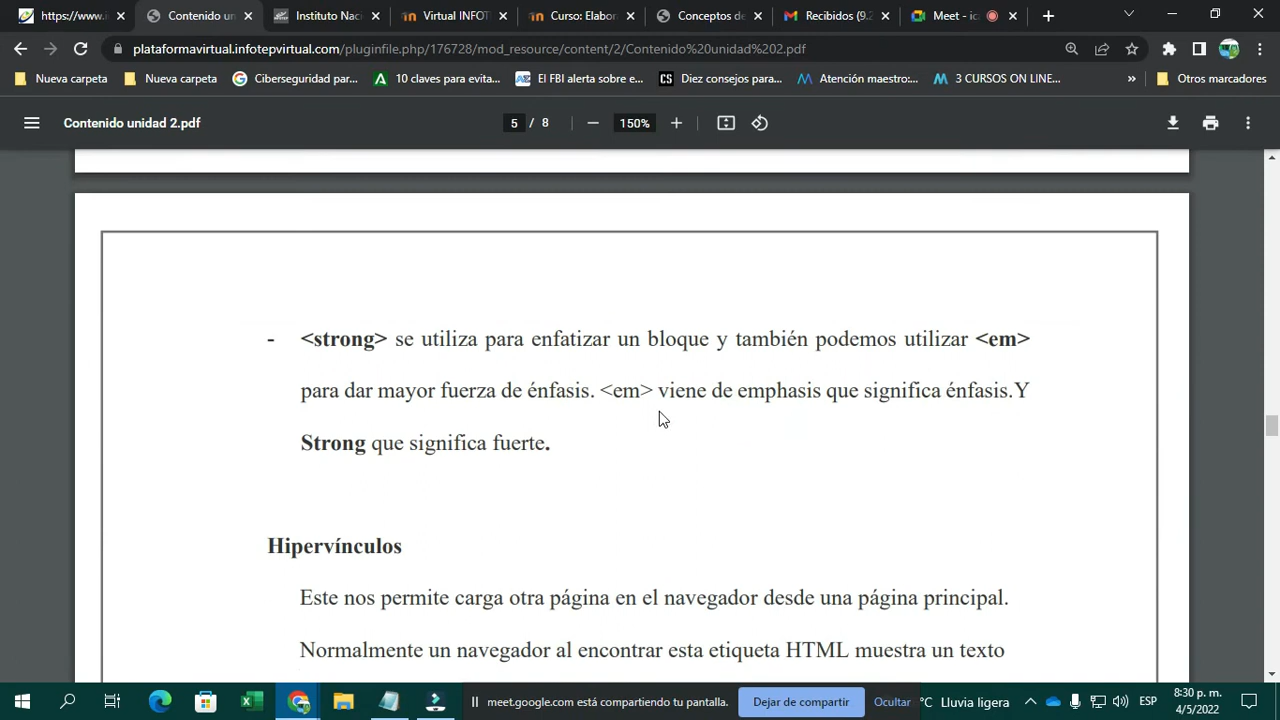 https://www.i
Contenido un
Instituto Naci
Virtual INFOT
Curso: Elabor
Conceptos de
Recibidos (9.2
Meet - ic
plataformavirtual.infotepvirtual.com/pluginfile.php/176728/mod_resource/content/2/Contenido%20unidad%202.pdf
Nueva carpeta
Nueva carpeta
Ciberseguridad par...
10 claves para evita...
El FBI alerta sobre e...
Diez consejos para...
Atención maestro:...
3 CURSOS ON LINE...
»
Otros marcadores
Contenido unidad 2.pdf
5 / 8
150%
- <strong> se utiliza para enfatizar un bloque y también podemos utilizar <em>
para dar mayor fuerza de énfasis. <em> viene de emphasis que significa énfasis.Y
Strong que significa fuerte.
Hipervínculos
Este nos permite carga otra página en el navegador desde una página principal.
Normalmente un navegador al encontrar esta etiqueta HTML muestra un texto
meet.google.com está compartiendo tu pantalla.
Dejar de compartir
Ocultar
°C Lluvia ligera
ESP
8:30 p. m.
4/5/2022